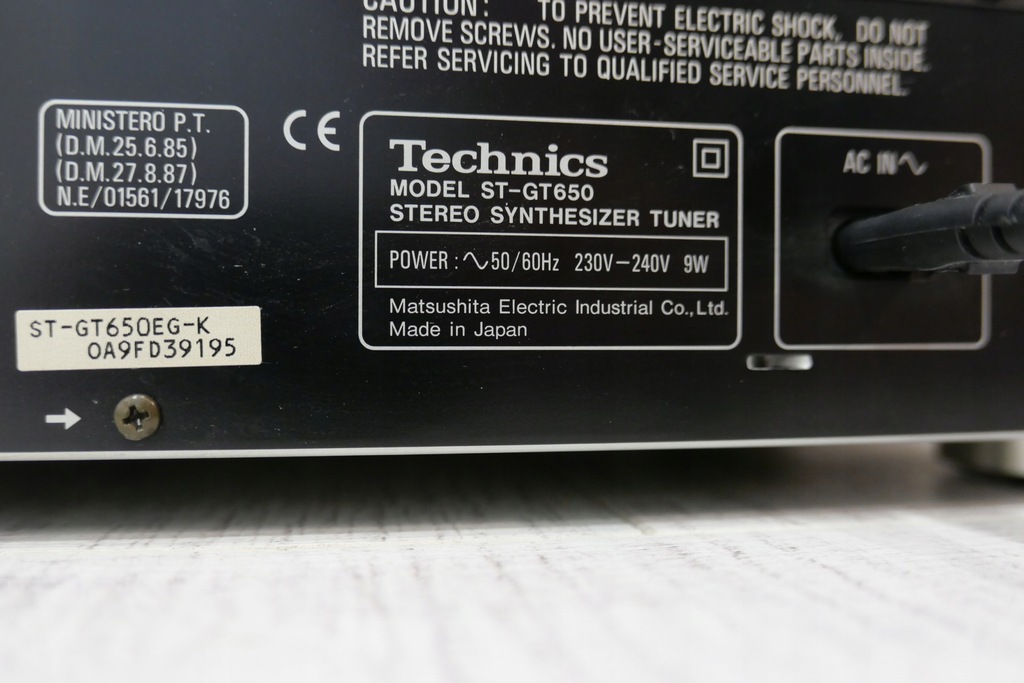 CAUTION: TO PREVENT ELECTRIC SHOCK, DO NOT
REMOVE SCREWS. NO USER-SERVICEABLE PARTS INSIDE.
REFER SERVICING TO QUALIFIED SERVICE PERSONNEL.
MINISTERO P.T.
(D.M.25.6.85)
(D.M.27.8.87)
N.E/01561/17976
CE
Technics
MODEL ST-GT650
STEREO SYNTHESIZER TUNER
POWER : ∿50/60Hz 230V-240V 9W
Matsushita Electric Industrial Co., Ltd.
Made in Japan
AC IN∿
ST-GT650EG-K
0A9FD39195